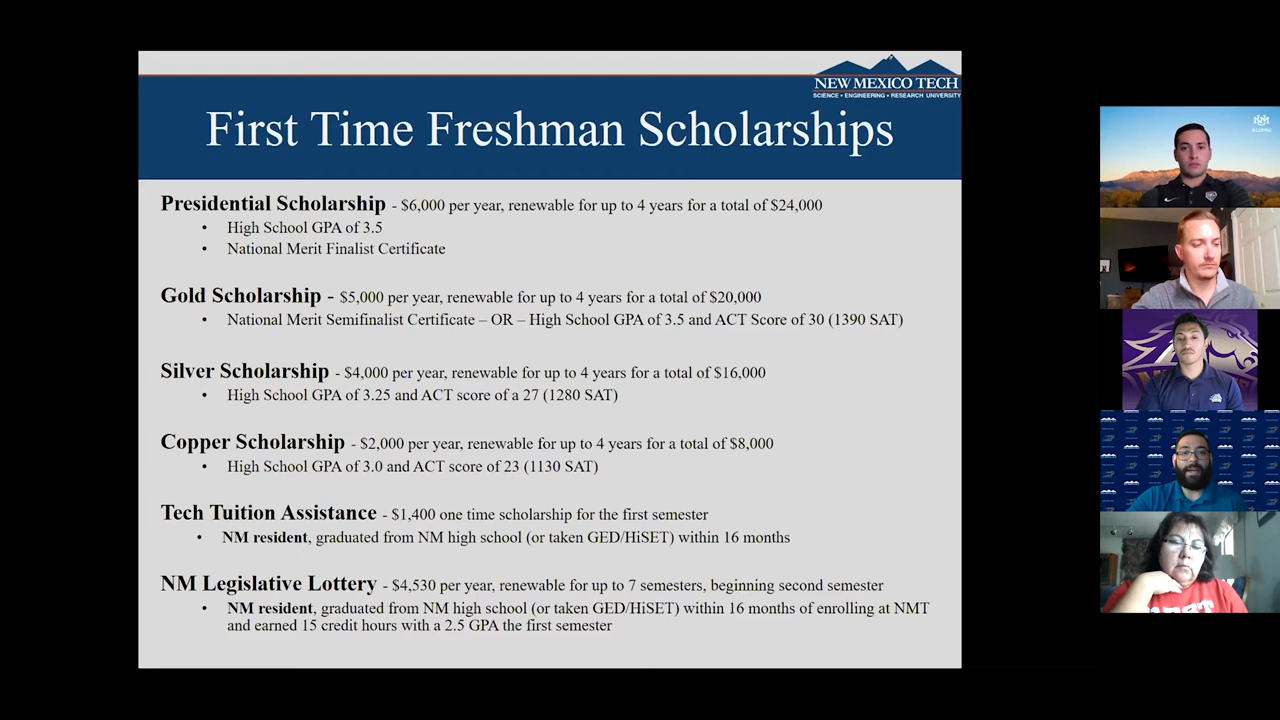 NEW MEXICO TECH
SCIENCE • ENGINEERING • RESEARCH UNIVERSITY
First Time Freshman Scholarships
Presidential Scholarship - $6,000 per year, renewable for up to 4 years for a total of $24,000
• High School GPA of 3.5
• National Merit Finalist Certificate
Gold Scholarship - $5,000 per year, renewable for up to 4 years for a total of $20,000
• National Merit Semifinalist Certificate – OR – High School GPA of 3.5 and ACT Score of 30 (1390 SAT)
Silver Scholarship - $4,000 per year, renewable for up to 4 years for a total of $16,000
• High School GPA of 3.25 and ACT score of a 27 (1280 SAT)
Copper Scholarship - $2,000 per year, renewable for up to 4 years for a total of $8,000
• High School GPA of 3.0 and ACT score of 23 (1130 SAT)
Tech Tuition Assistance - $1,400 one time scholarship for the first semester
• NM resident, graduated from NM high school (or taken GED/HiSET) within 16 months
NM Legislative Lottery - $4,530 per year, renewable for up to 7 semesters, beginning second semester
• NM resident, graduated from NM high school (or taken GED/HiSET) within 16 months of enrolling at NMT
and earned 15 credit hours with a 2.5 GPA the first semester